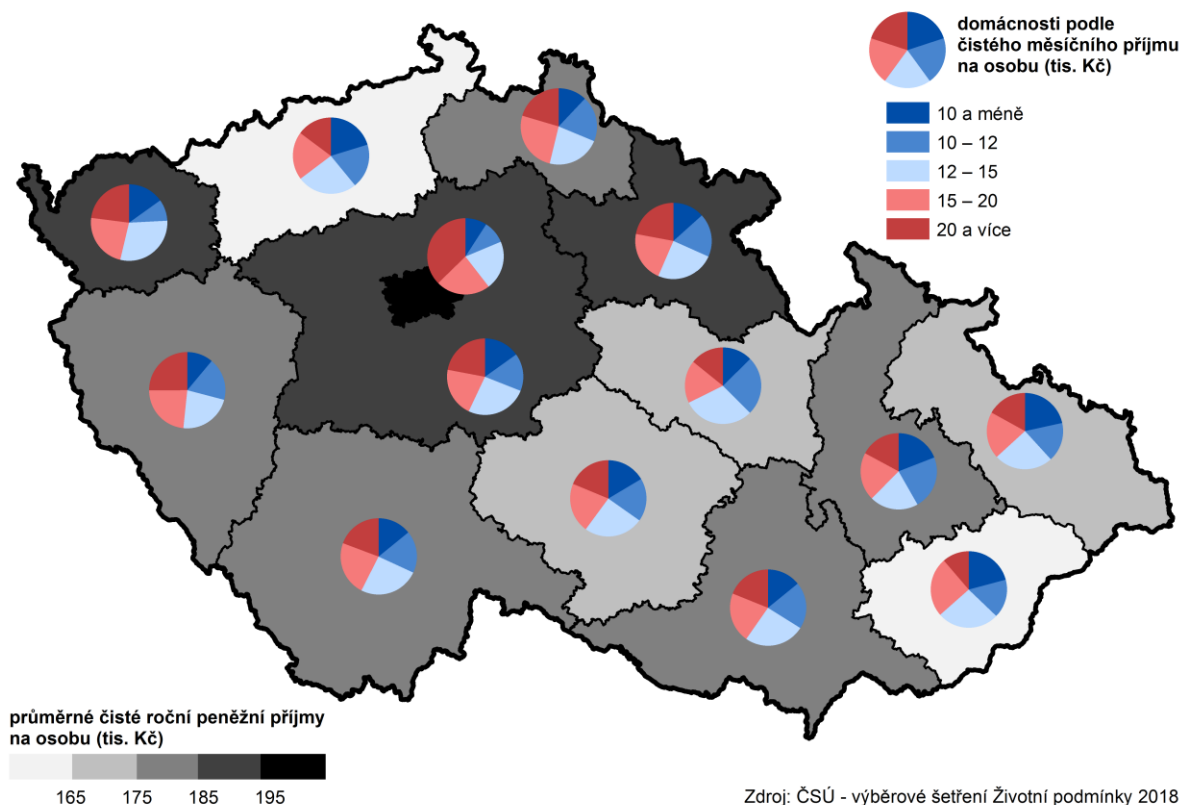 domácnosti podle
čistého měsíčního příjmu
na osobu (tis. Kč)
10 a méně
10 – 12
12 – 15
15 – 20
20 a více
průměrné čisté roční peněžní příjmy
na osobu (tis. Kč)
165 175 185 195
Zdroj: ČSÚ - výběrové šetření Životní podmínky 2018